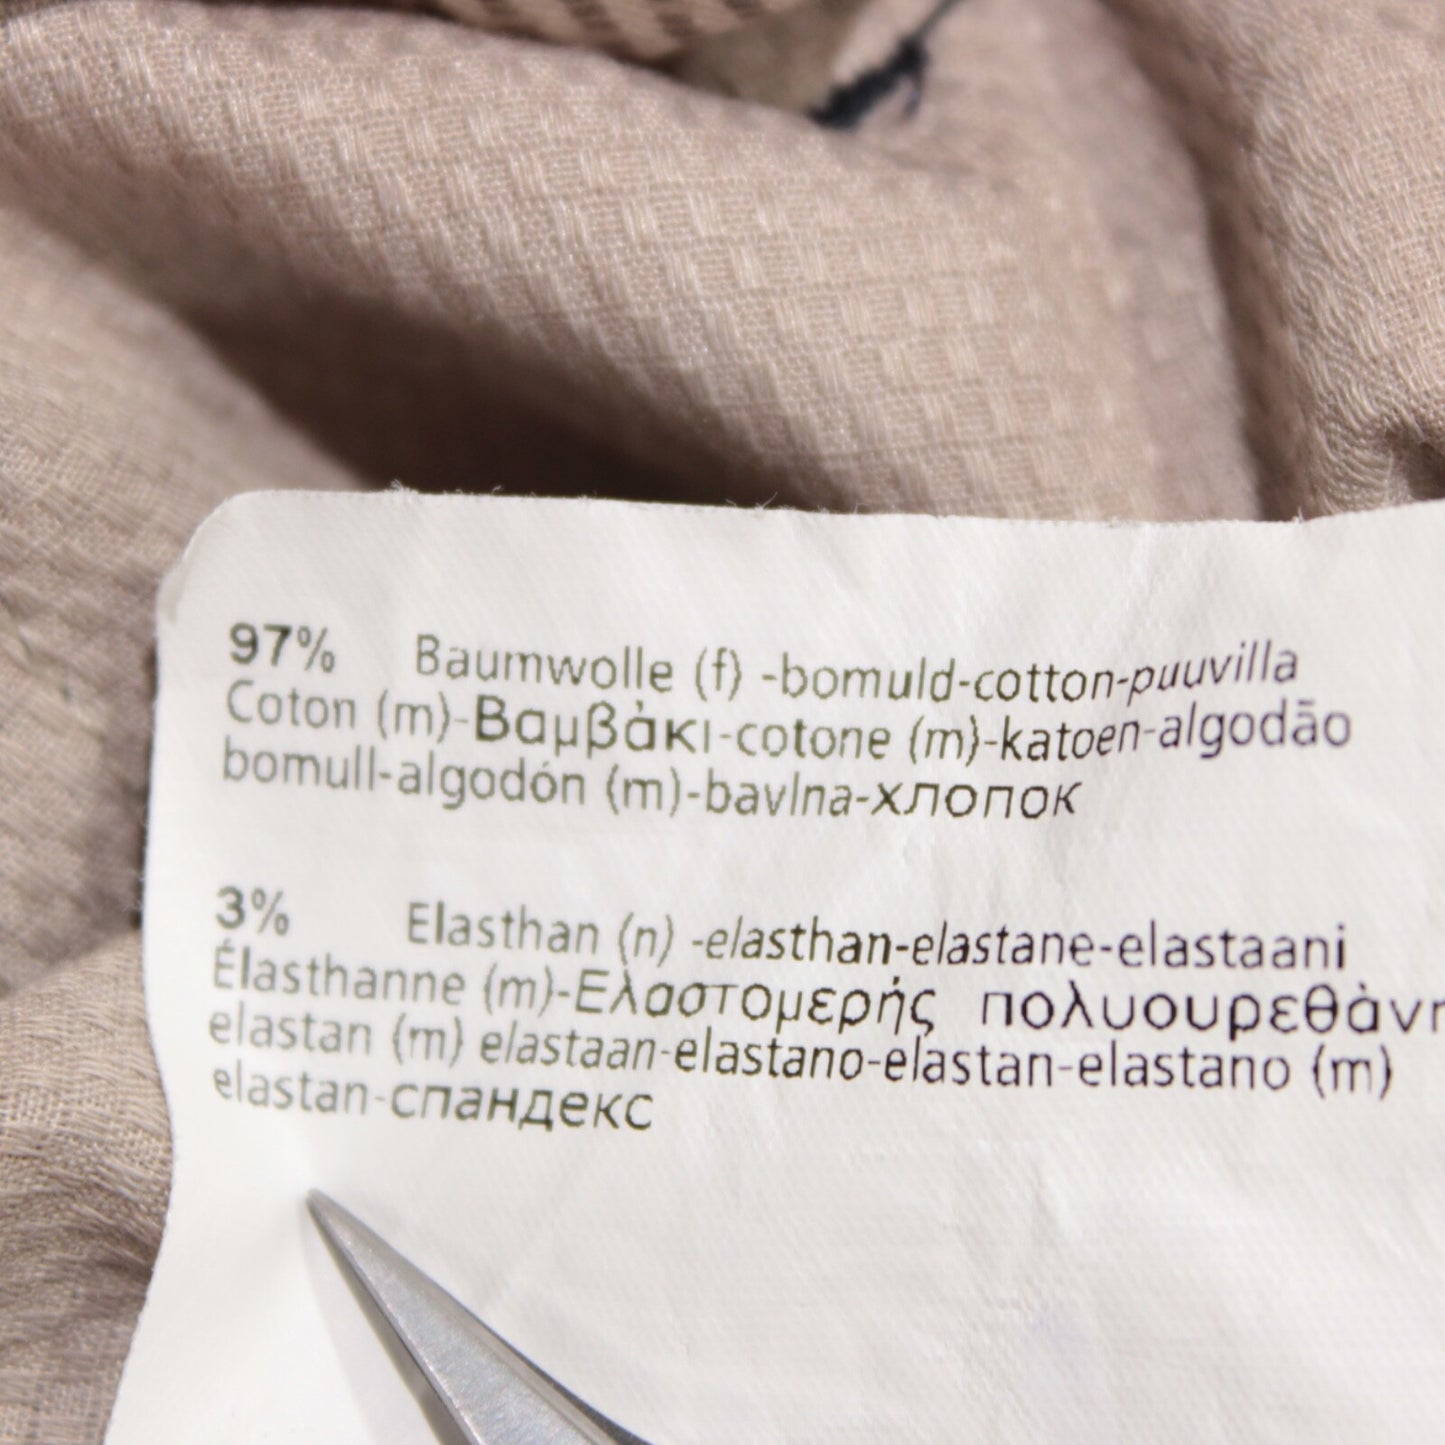 97% Baumwolle (f) -bomuld-cotton-puuvilla
Coton (m)-Βαμβάκι-cotone (m)-katoen-algodão
bomull-algodón (m)-bavlna-хлопок
3% Elasthan (n) -elasthan-elastane-elastaani
Élasthanne (m)-Ελαστομερής πολυουρεθάνη
elastan (m) elastaan-elastano-elastan-elastano (m)
elastan-спандекс